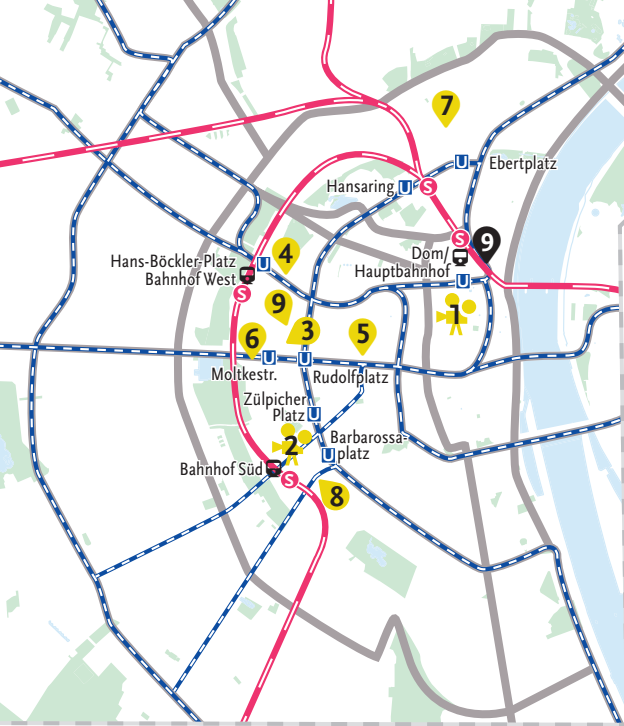 7
U
Ebertplatz
Hansaring
U
S
S
9
Dom/
Hauptbahnhof
U
4
Hans-Böckler-Platz
Bahnhof West
U
S
9
1
6
3
5
U
U
Moltkestr.
Rudolfplatz
Zülpicher
Platz
U
2
Barbarossa-
platz
U
Bahnhof Süd
S
8